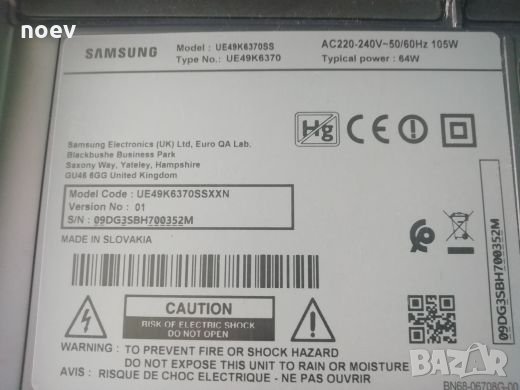 noev
SAMSUNG
Model : UE49K6370SS
Type No.: UE49K6370
AC220-240V~50/60Hz 105W
Typical power : 64W
Hg
CE
Samsung Electronics (UK) Ltd, Euro QA Lab.
Blackbushe Business Park
Saxony Way, Yateley, Hampshire
GU46 6GG United Kingdom
Model Code : UE49K6370SSXXN
Version No : 01
S/N : 09DG3SBH700352M
MADE IN SLOVAKIA
09DG3SBH700352M
CAUTION
RISK OF ELECTRIC SHOCK
DO NOT OPEN
WARNING : TO PREVENT FIRE OR SHOCK HAZARD
DO NOT EXPOSE THIS UNIT TO RAIN OR MOISTURE
AVIS : RISQUE DE CHOC ELECTRIQUE
bazar